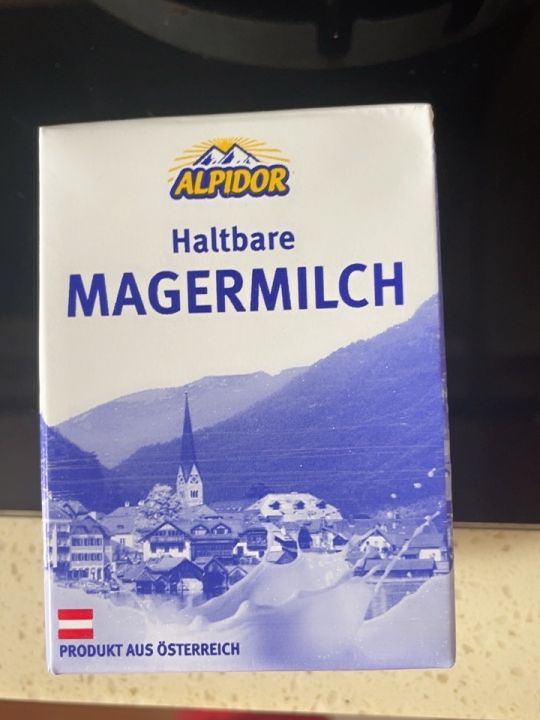 ALPIDOR
Haltbare
MAGERMILCH
PRODUKT AUS ÖSTERREICH